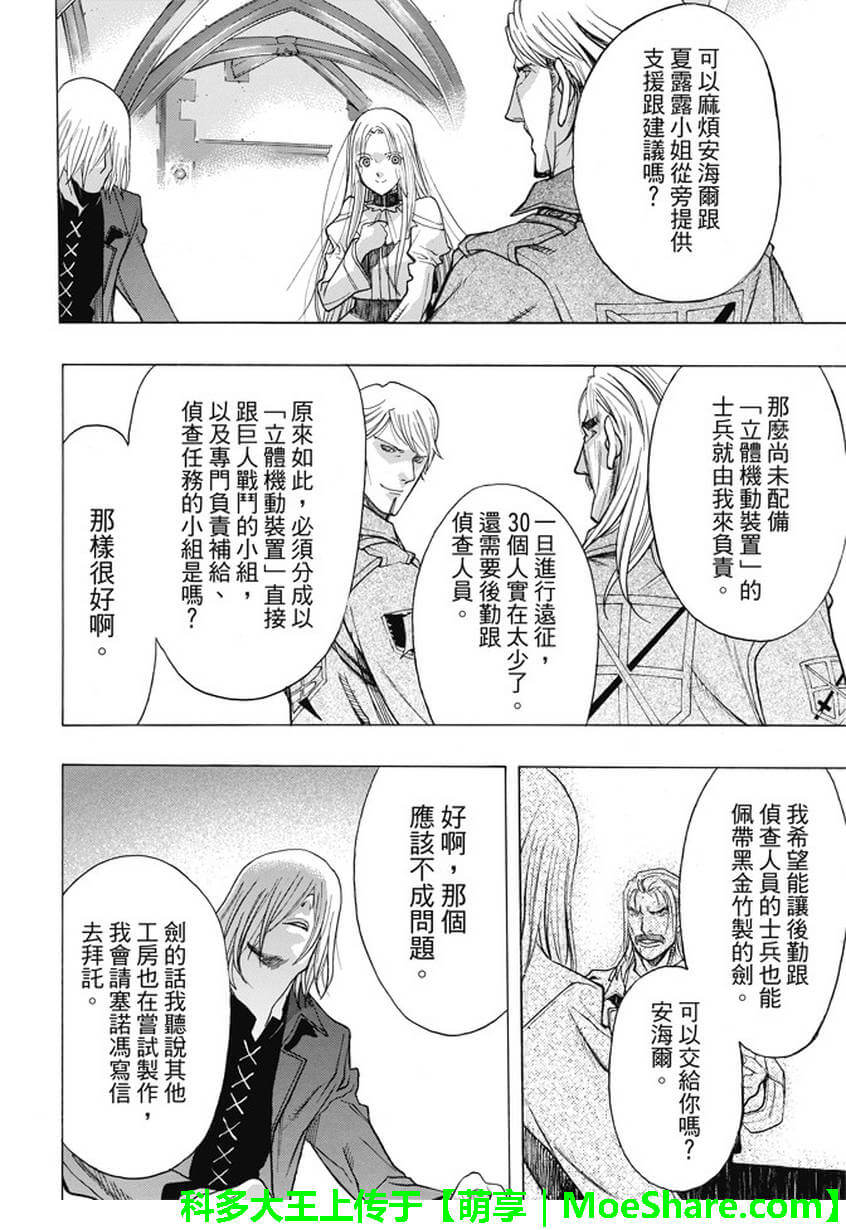 可以麻煩安海爾跟
夏露露小姐從旁提供
支援跟建議嗎？
那麼尚未配備
「立體機動裝置」的
士兵就由我來負責。
一旦進行遠征，
30個人實在太少了。
還需要後勤跟
偵查人員。
原來如此，必須分成以
「立體機動裝置」直接
跟巨人戰鬥的小組，
以及專門負責補給、
偵查任務的小組是嗎？
那樣很好啊。
我希望能讓後勤跟
偵查人員的士兵也能
佩帶黑金竹製的劍。
可以交給你嗎？
安海爾。
好啊，那個
應該不成問題。
劍的話我聽說其他
工房也在嘗試製作，
我會請塞諾馮寫信
去拜託。
科多大王上传于【萌享｜MoeShare.com】